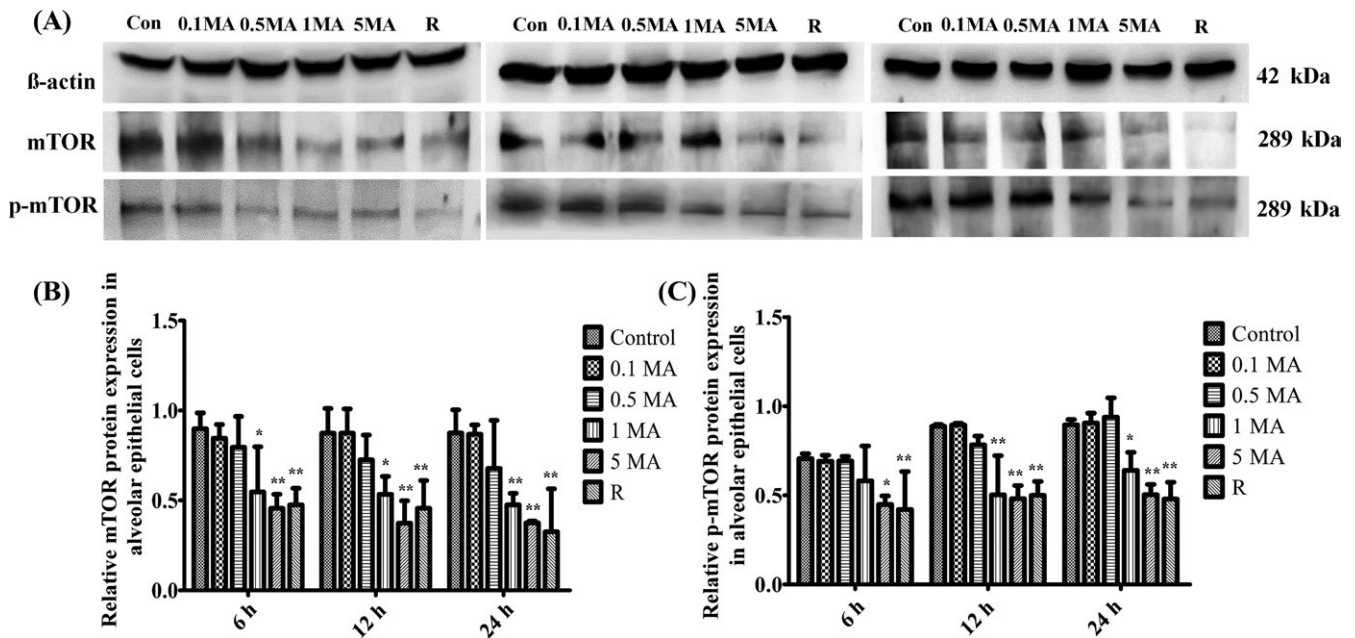 (A)
Con 0.1MA 0.5MA 1MA 5MA R
Con 0.1MA 0.5MA 1MA 5MA R
Con 0.1MA 0.5MA 1MA 5MA R
ß-actin
42 kDa
mTOR
289 kDa
p-mTOR
289 kDa
(B)
Relative mTOR protein expression in
alveolar epithelial cells
1.5
1.0
0.5
0.0
* ** **
* ** **
** ** **
6 h
12 h
24 h
Control
0.1 MA
0.5 MA
1 MA
5 MA
R
(C)
Relative p-mTOR protein expression
in alveolar epithelial cells
1.5
1.0
0.5
0.0
* **
** ** **
* ** **
6 h
12 h
24 h
Control
0.1 MA
0.5 MA
1 MA
5 MA
R